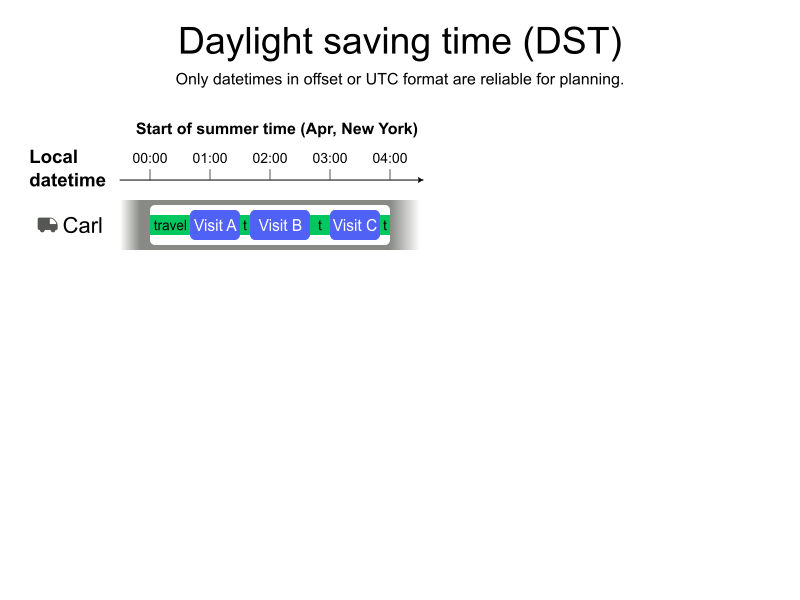 Daylight saving time (DST)
Only datetimes in offset or UTC format are reliable for planning.
Start of summer time (Apr, New York)
Local
datetime
00:00 01:00 02:00 03:00 04:00
Carl
travel Visit A t Visit B t Visit C t